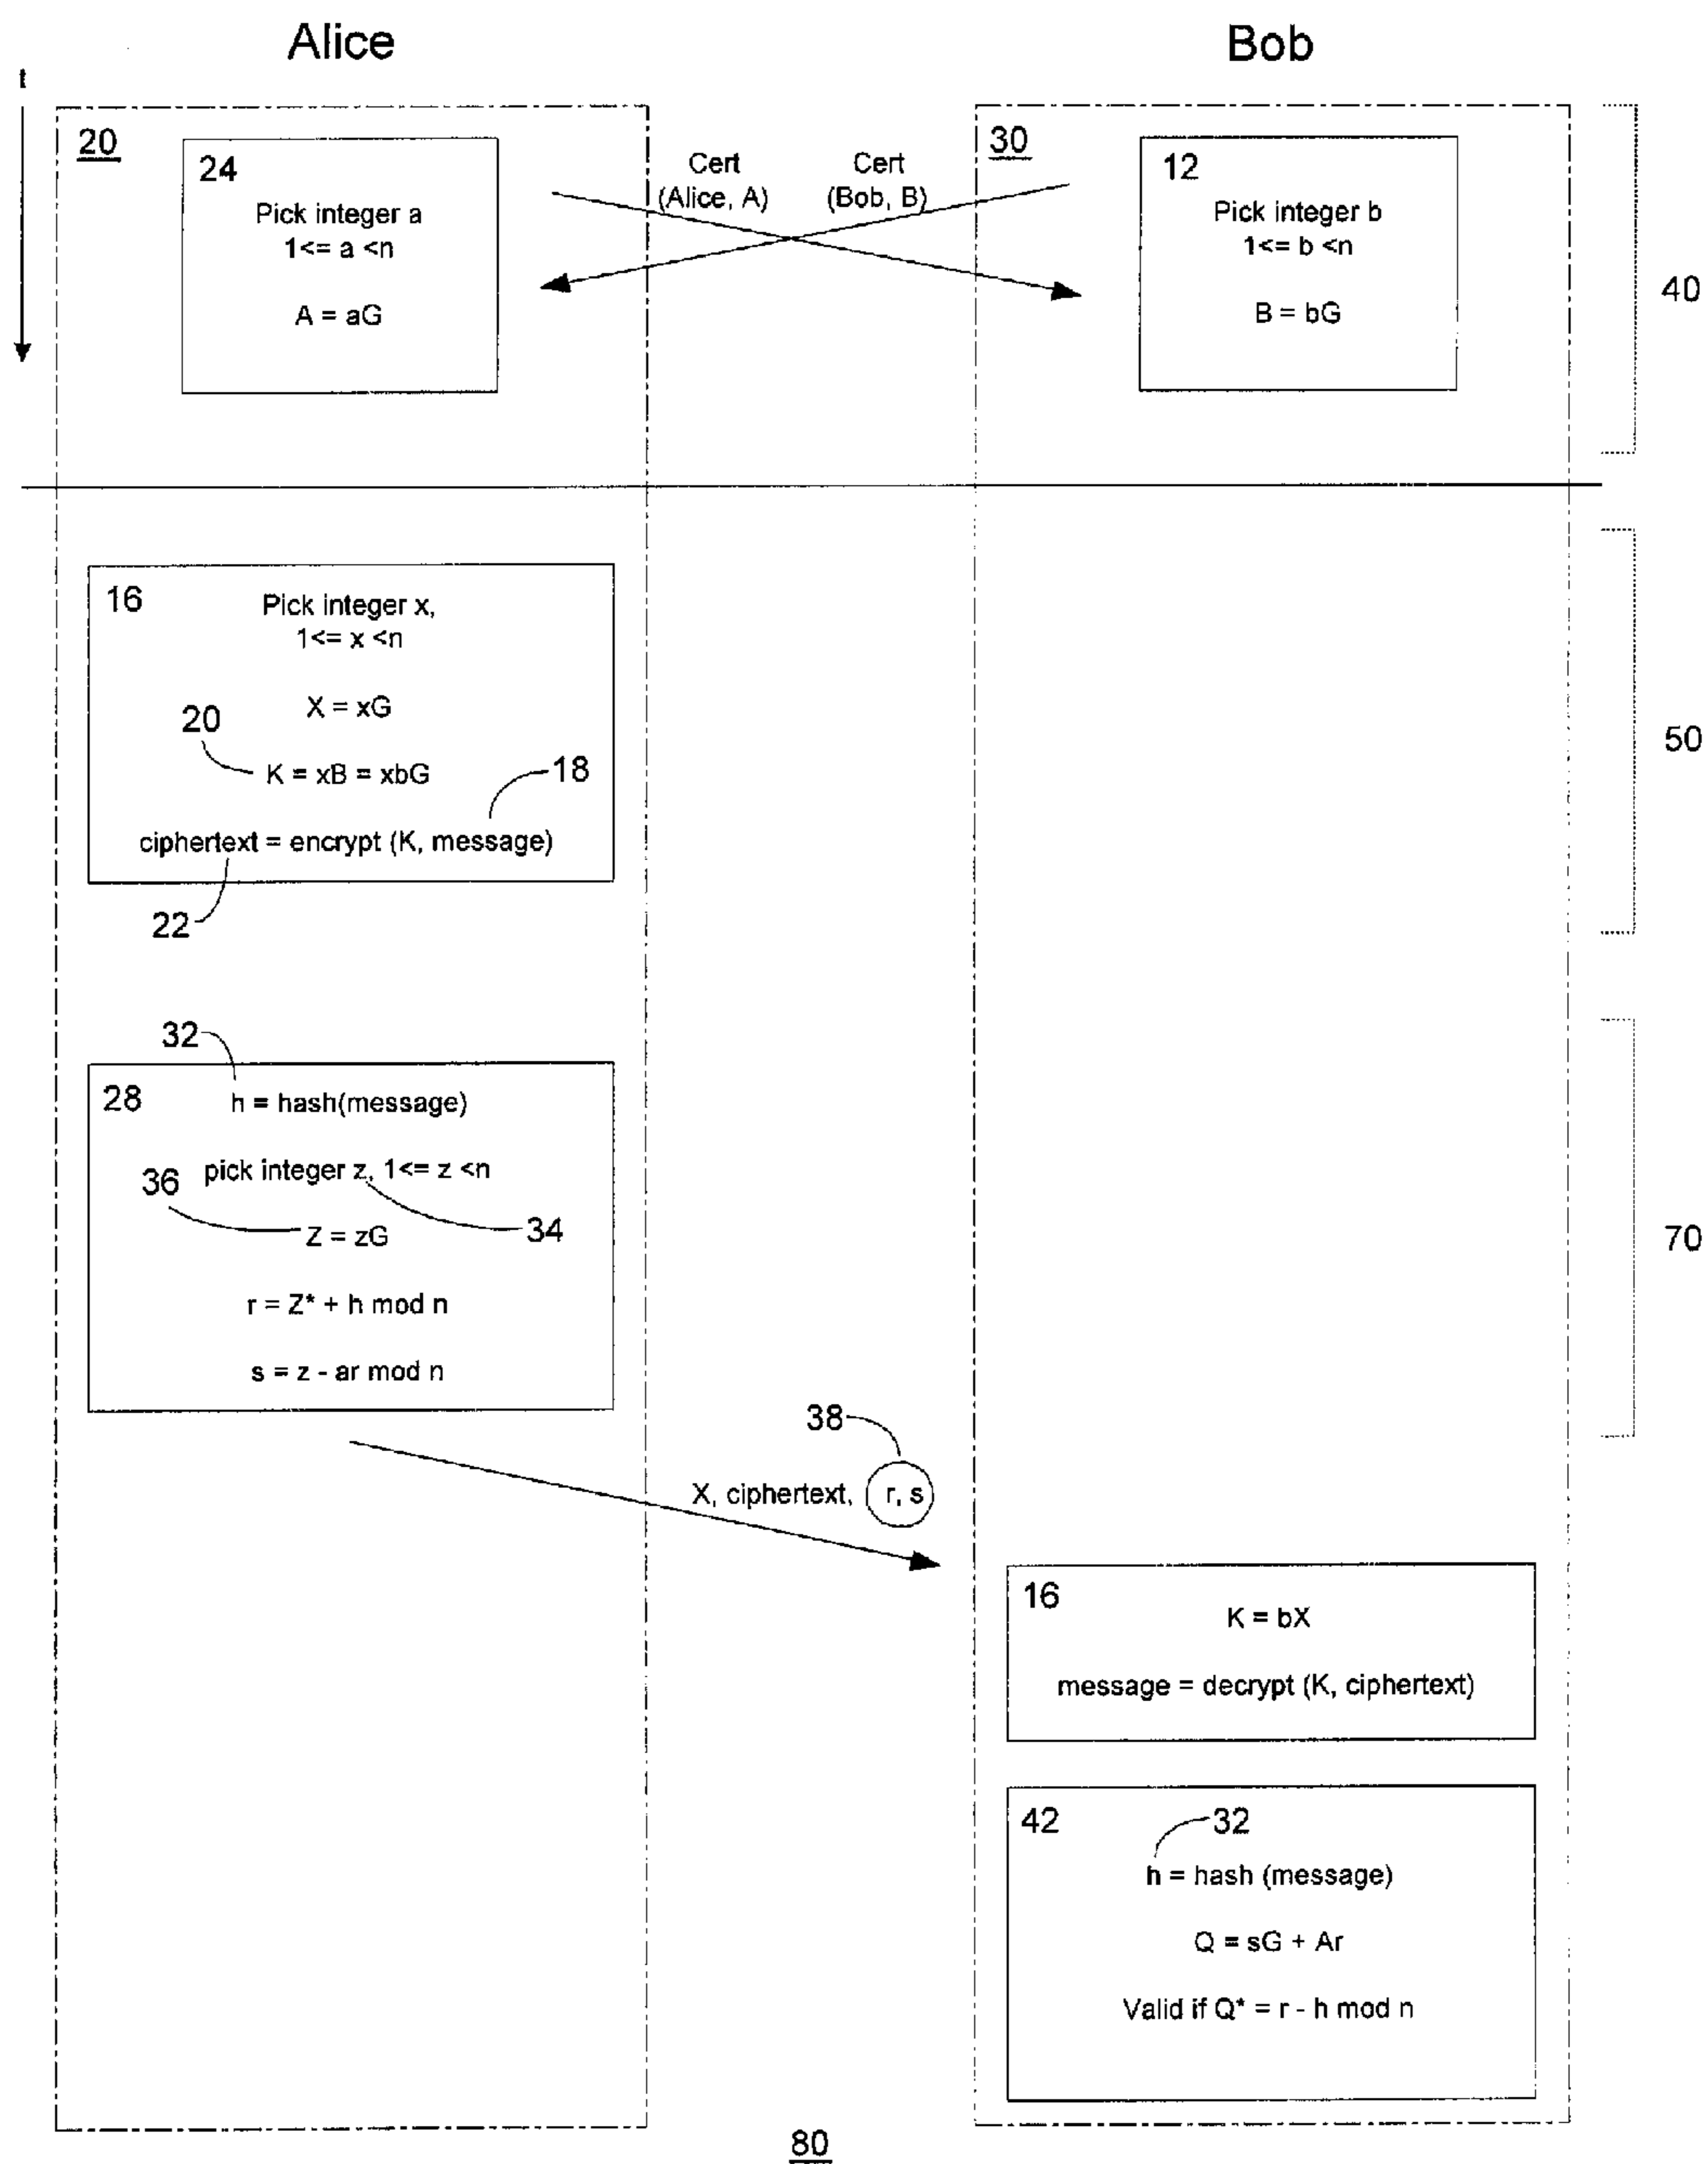 Alice
Bob
t
20
24
Pick integer a
1<= a <n
A = aG
Cert
(Alice, A)
Cert
(Bob, B)
30
12
Pick integer b
1<= b <n
B = bG
40
16
Pick integer x,
1<= x <n
X = xG
20
K = xB = xbG
18
ciphertext = encrypt (K, message)
22
50
32
28
h = hash(message)
pick integer z, 1<= z <n
36
Z = zG
34
r = Z* + h mod n
s = z - ar mod n
70
38
X, ciphertext, r, s
16
K = bX
message = decrypt (K, ciphertext)
42
32
h = hash (message)
Q = sG + Ar
Valid if Q* = r - h mod n
80